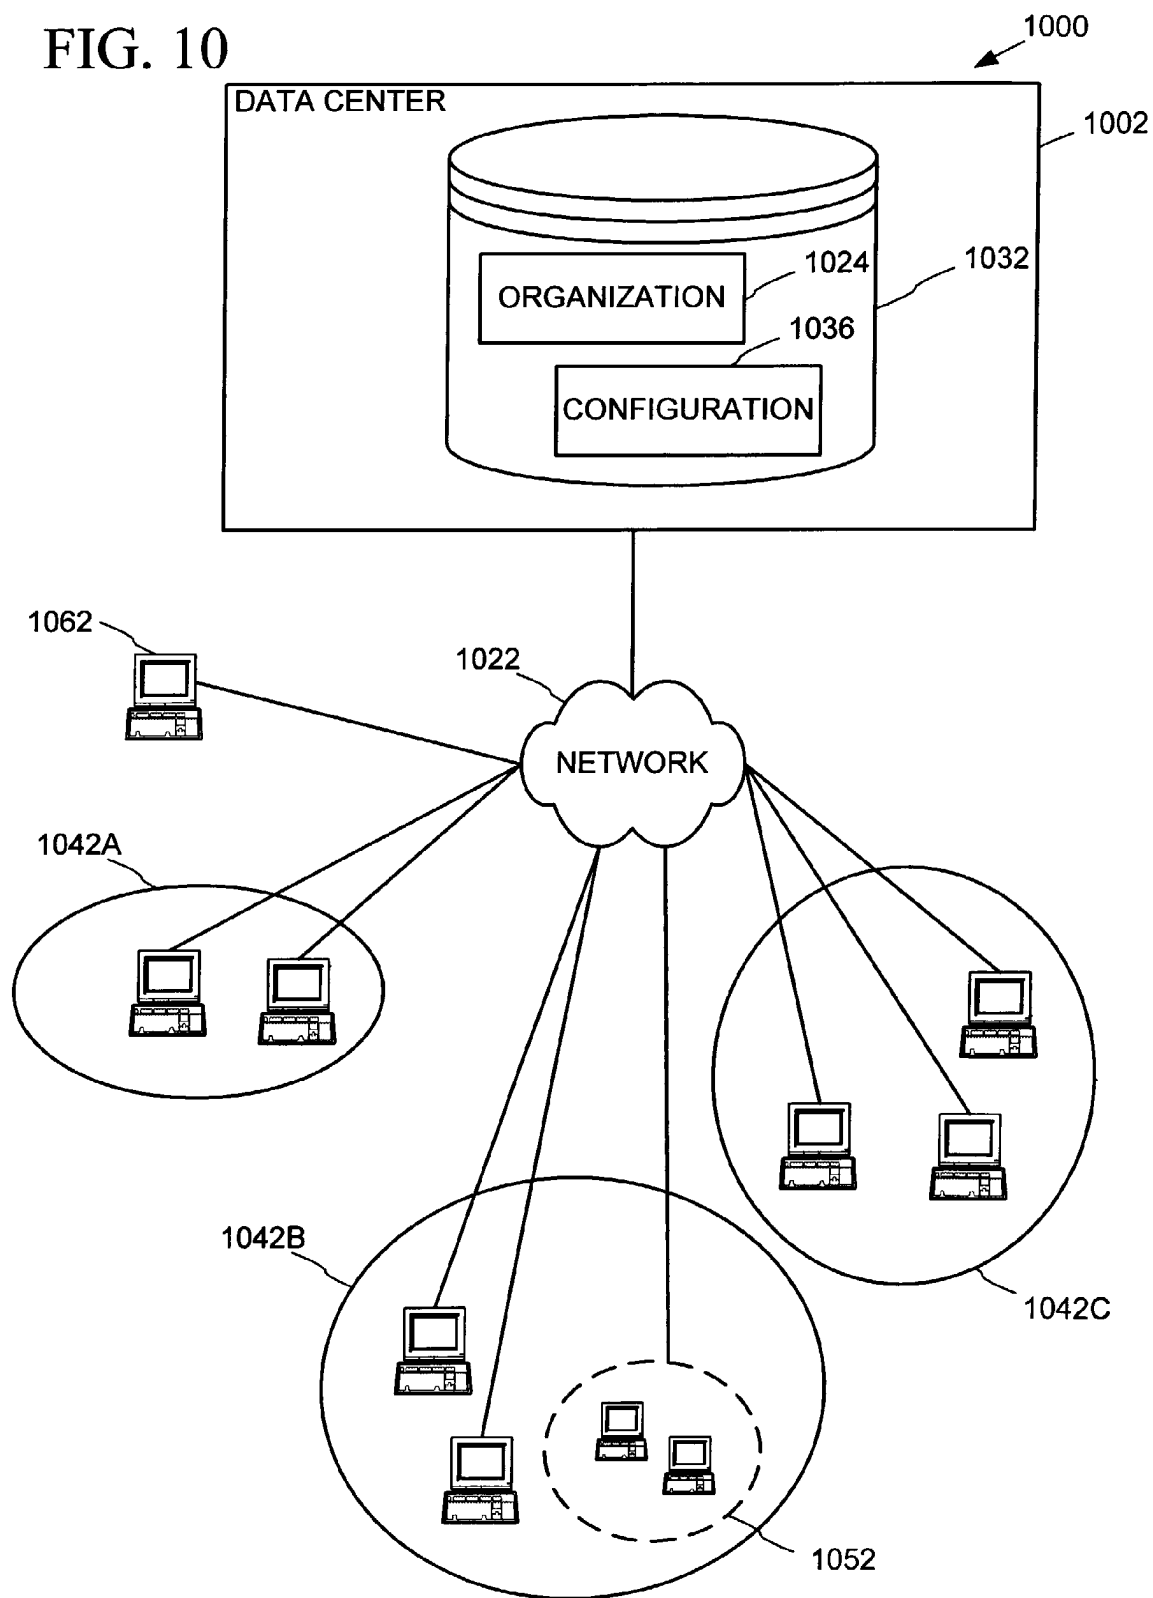 FIG. 10
1000
DATA CENTER
1002
1024
1032
ORGANIZATION
1036
CONFIGURATION
1062
1022
NETWORK
1042A
1042B
1042C
1052